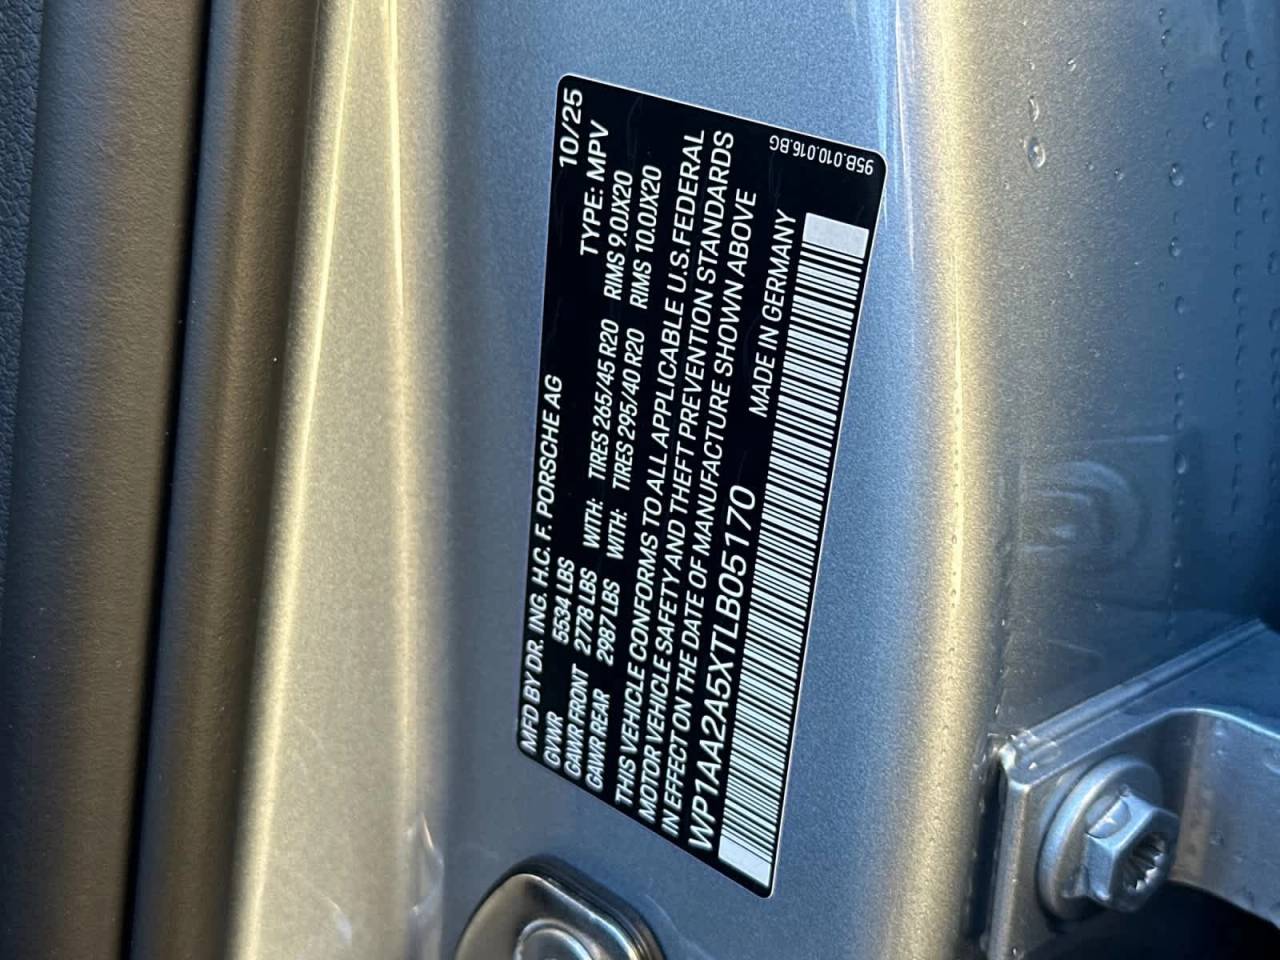 MFD BY DR. ING. H.C. F. PORSCHE AG 10/25
GVWR 5534 LBS TYPE: MPV
GAWR FRONT 2778 LBS WITH: TIRES 265/45 R20 RIMS 9.0JX20
GAWR REAR 2987 LBS WITH: TIRES 295/40 R20 RIMS 10.0JX20
THIS VEHICLE CONFORMS TO ALL APPLICABLE U.S.FEDERAL
MOTOR VEHICLE SAFETY AND THEFT PREVENTION STANDARDS
IN EFFECT ON THE DATE OF MANUFACTURE SHOWN ABOVE
WP1AA2A5XTLB05170 MADE IN GERMANY
95B.010.016.BG